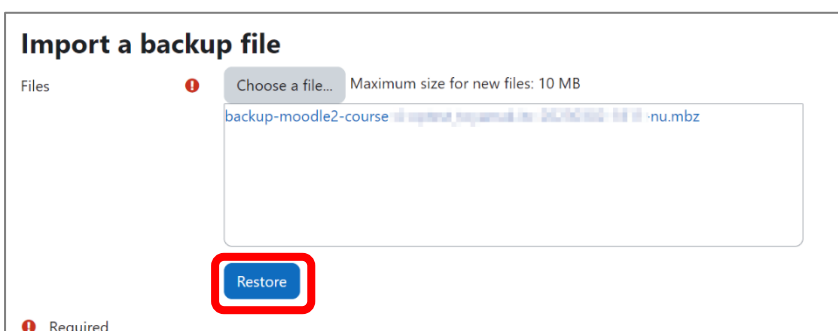 Import a backup file
Files Choose a file... Maximum size for new files: 10 MB
backup-moodle2-course -nu.mbz
Restore
Required